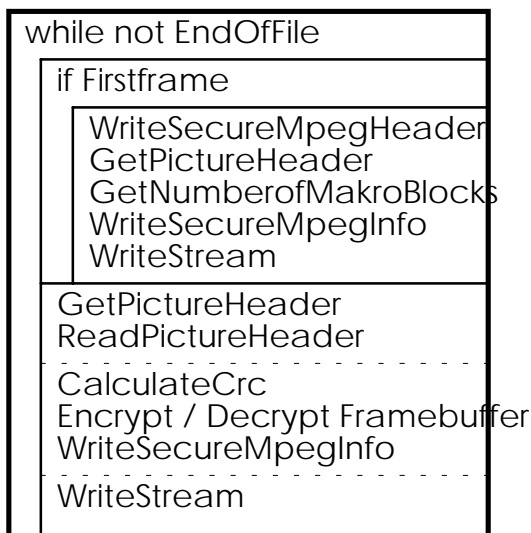 while not EndOfFile
if Firstframe
WriteSecureMpegHeader
GetPictureHeader
GetNumberofMakroBlocks
WriteSecureMpegInfo
WriteStream
GetPictureHeader
ReadPictureHeader
CalculateCrc
Encrypt / Decrypt Framebuffer
WriteSecureMpegInfo
WriteStream